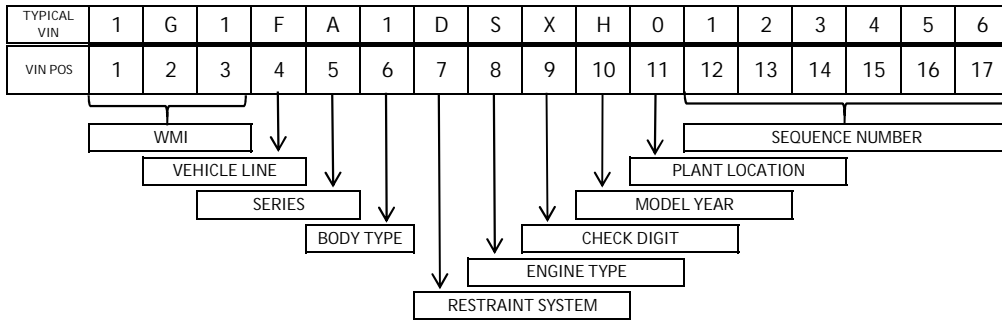 TYPICAL VIN 1 G 1 F A 1 D S X H 0 1 2 3 4 5 6
VIN POS 1 2 3 4 5 6 7 8 9 10 11 12 13 14 15 16 17
WMI SEQUENCE NUMBER
VEHICLE LINE PLANT LOCATION
SERIES MODEL YEAR
BODY TYPE CHECK DIGIT
ENGINE TYPE
RESTRAINT SYSTEM